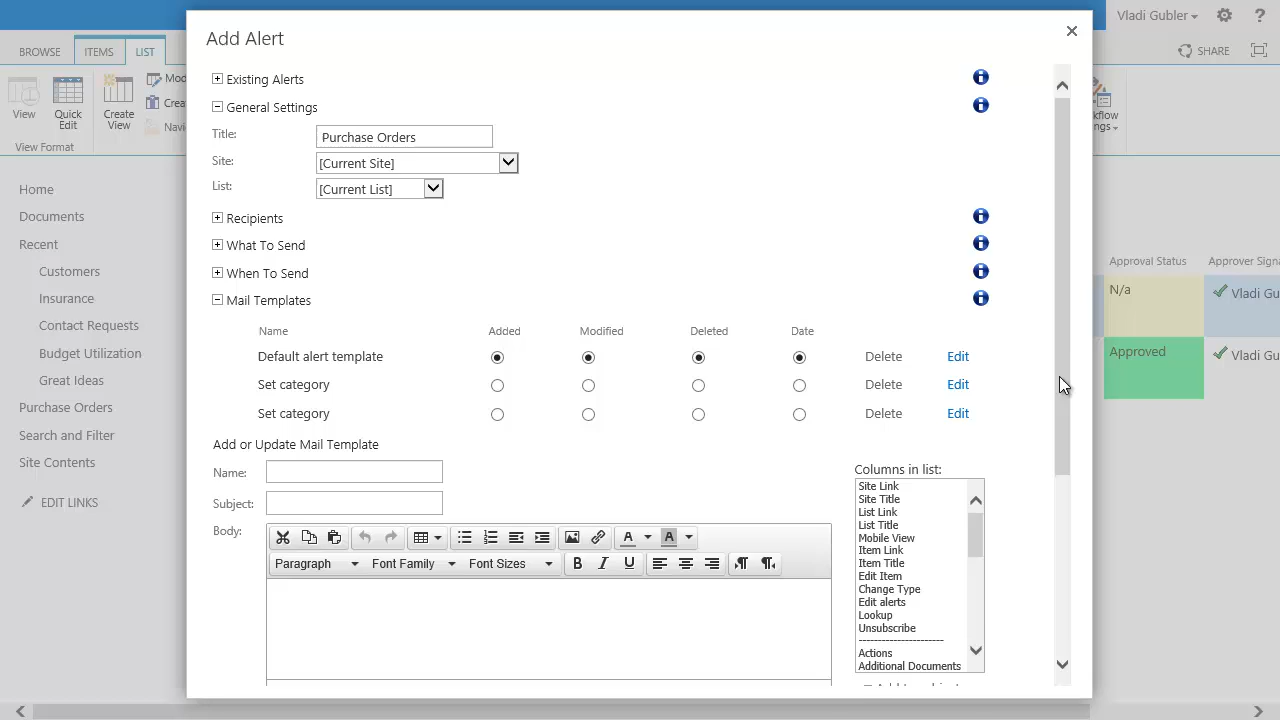 Add Alert
Vladi Gubler
?
BROWSE
ITEMS
LIST
SHARE
View
Quick Edit
Create View
View Format
Existing Alerts
General Settings
Title:
Purchase Orders
Site:
[Current Site]
List:
[Current List]
Recipients
What To Send
When To Send
Mail Templates
Name Added Modified Deleted Date
Default alert template Delete Edit
Set category Delete Edit
Set category Delete Edit
Add or Update Mail Template
Name:
Subject:
Body:
Paragraph Font Family Font Sizes B I U
Columns in list:
Site Link
Site Title
List Link
List Title
Mobile View
Item Link
Item Title
Edit Item
Change Type
Edit alerts
Lookup
Unsubscribe
----------------------
Actions
Additional Documents
Home
Documents
Recent
Customers
Insurance
Contact Requests
Budget Utilization
Great Ideas
Purchase Orders
Search and Filter
Site Contents
EDIT LINKS
Approval Status
N/a
Vladi Gu
Approved
Vladi Gu